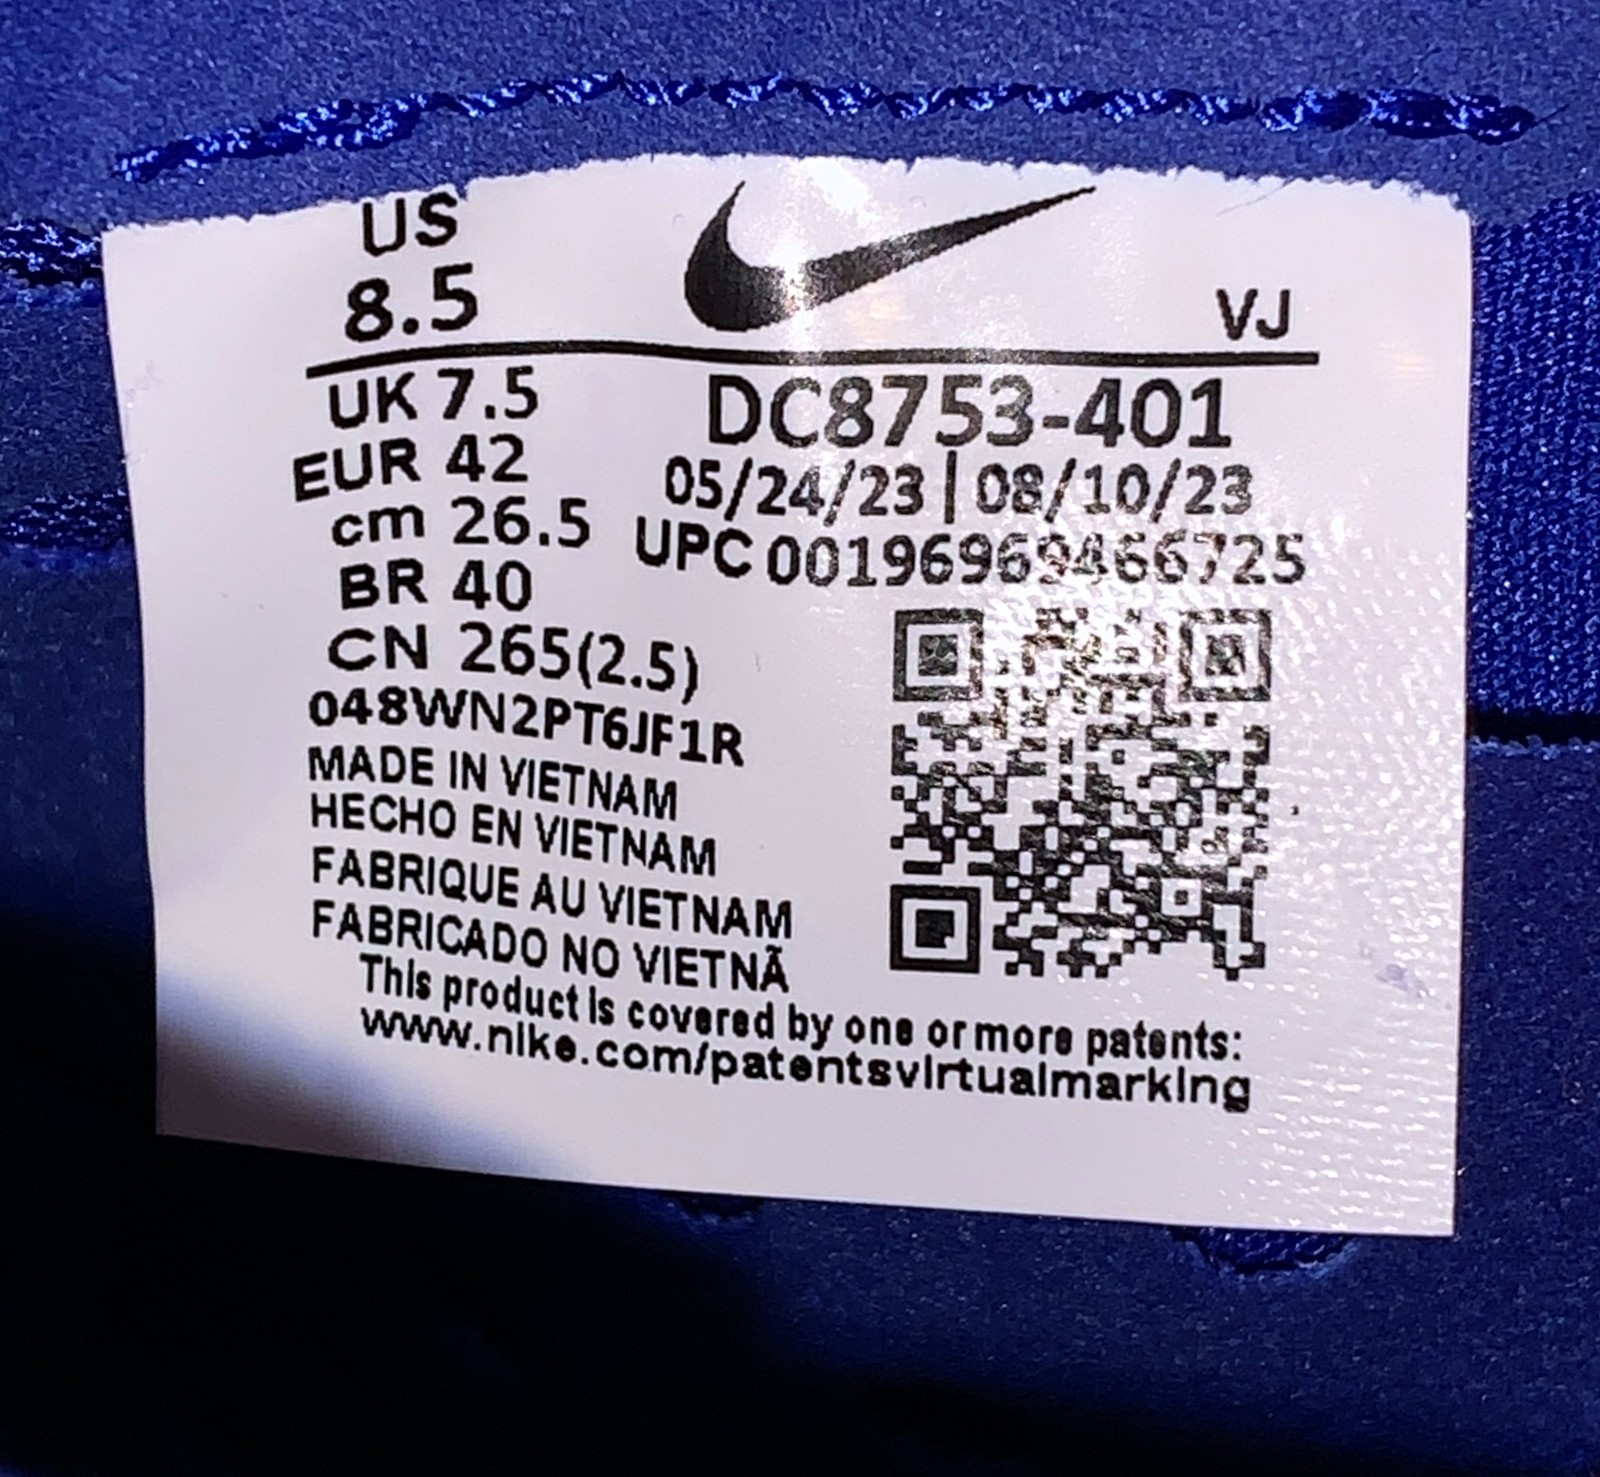 US
8.5
VJ
UK 7.5
EUR 42
cm 26.5
BR 40
CN 265(2.5)
DC8753-401
05/24/23 | 08/10/23
UPC 00196969466725
048WN2PT6JF1R
MADE IN VIETNAM
HECHO EN VIETNAM
FABRIQUE AU VIETNAM
FABRICADO NO VIETNÃ
This product is covered by one or more patents:
www.nike.com/patentsvirtualmarking